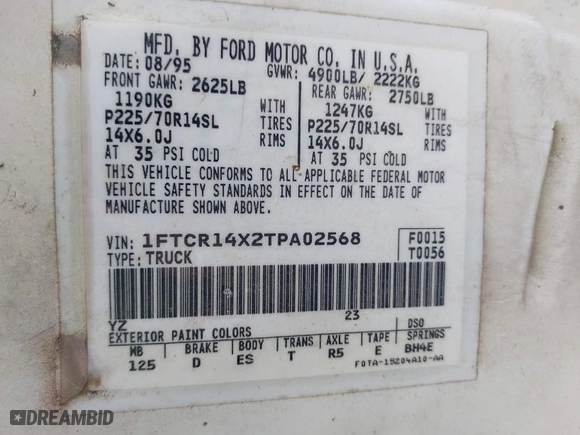 MFD. BY FORD MOTOR CO. IN U.S.A.
DATE: 08/95 GVWR: 4900LB/ 2222KG
FRONT GAWR: 2625LB REAR GAWR: 2750LB
1190KG WITH 1247KG WITH
P225/70R14SL TIRES P225/70R14SL TIRES
14X6.0J RIMS 14X6.0J RIMS
AT 35 PSI COLD AT 35 PSI COLD
THIS VEHICLE CONFORMS TO ALL APPLICABLE FEDERAL MOTOR
VEHICLE SAFETY STANDARDS IN EFFECT ON THE DATE OF
MANUFACTURE SHOWN ABOVE.
VIN: 1FTCR14X2TPA02568 F0015
TYPE: TRUCK T0056
23
YZ
EXTERIOR PAINT COLORS DSO
MB BRAKE BODY TRANS AXLE TAPE SPRINGS
125 D ES T R5 E BH4E
F0TA-15204A10-AA
DREAMBID